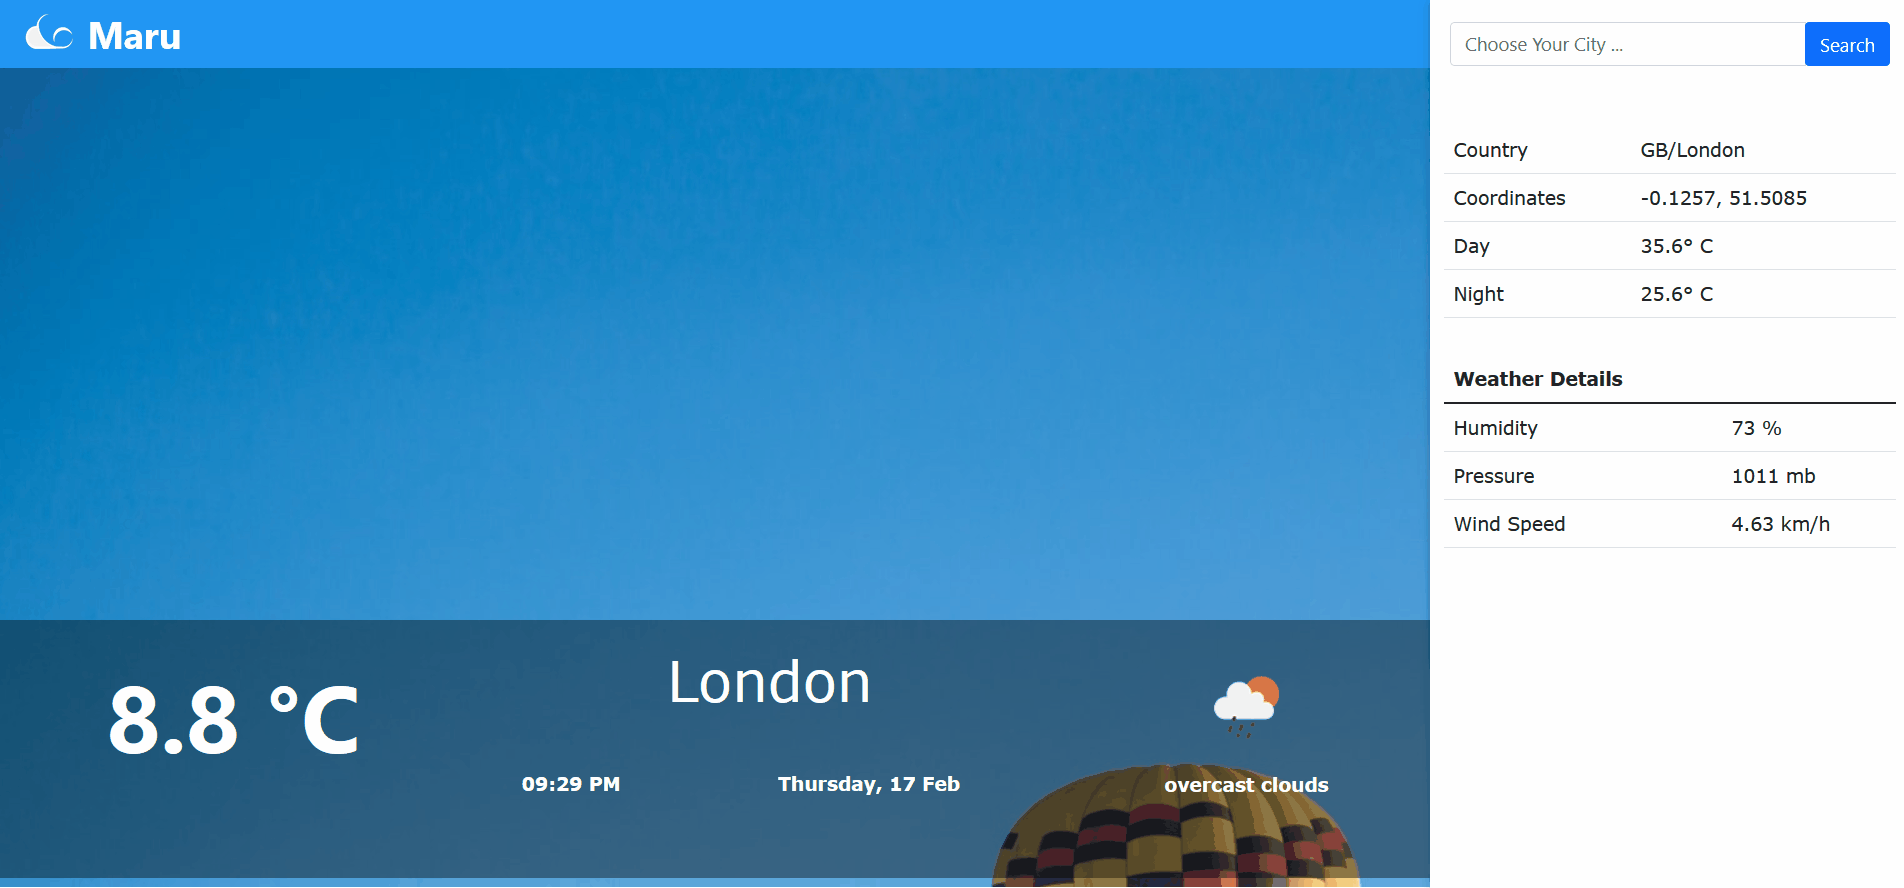 Maru
Choose Your City ...
Search
Country GB/London
Coordinates -0.1257, 51.5085
Day 35.6° C
Night 25.6° C
Weather Details
Humidity 73 %
Pressure 1011 mb
Wind Speed 4.63 km/h
8.8 °C
London
09:29 PM
Thursday, 17 Feb
overcast clouds